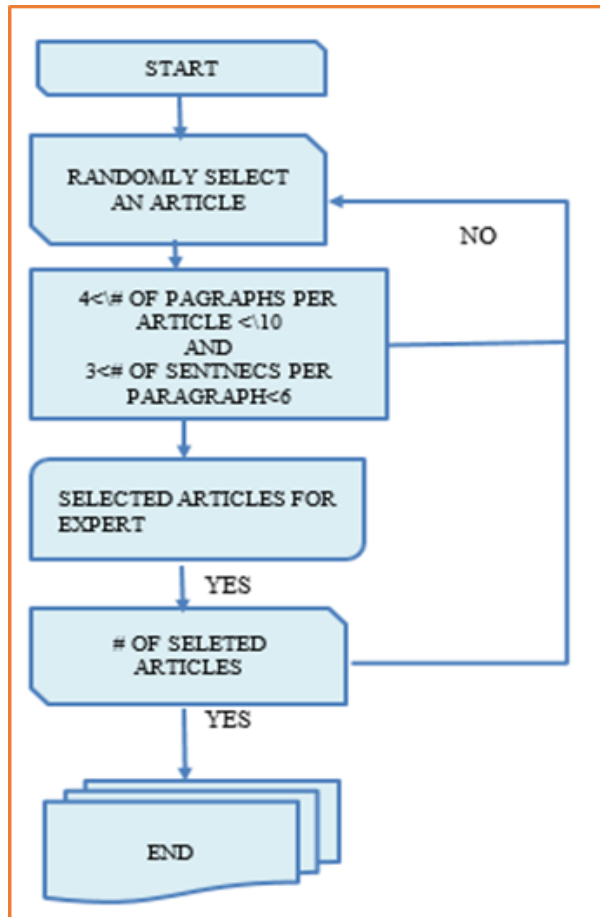 START
RANDOMLY SELECT
AN ARTICLE
NO
4<\# OF PAGRAPHS PER
ARTICLE <\10
AND
3<# OF SENTNECS PER
PARAGRAPH<6
SELECTED ARTICLES FOR
EXPERT
YES
# OF SELETED
ARTICLES
YES
END